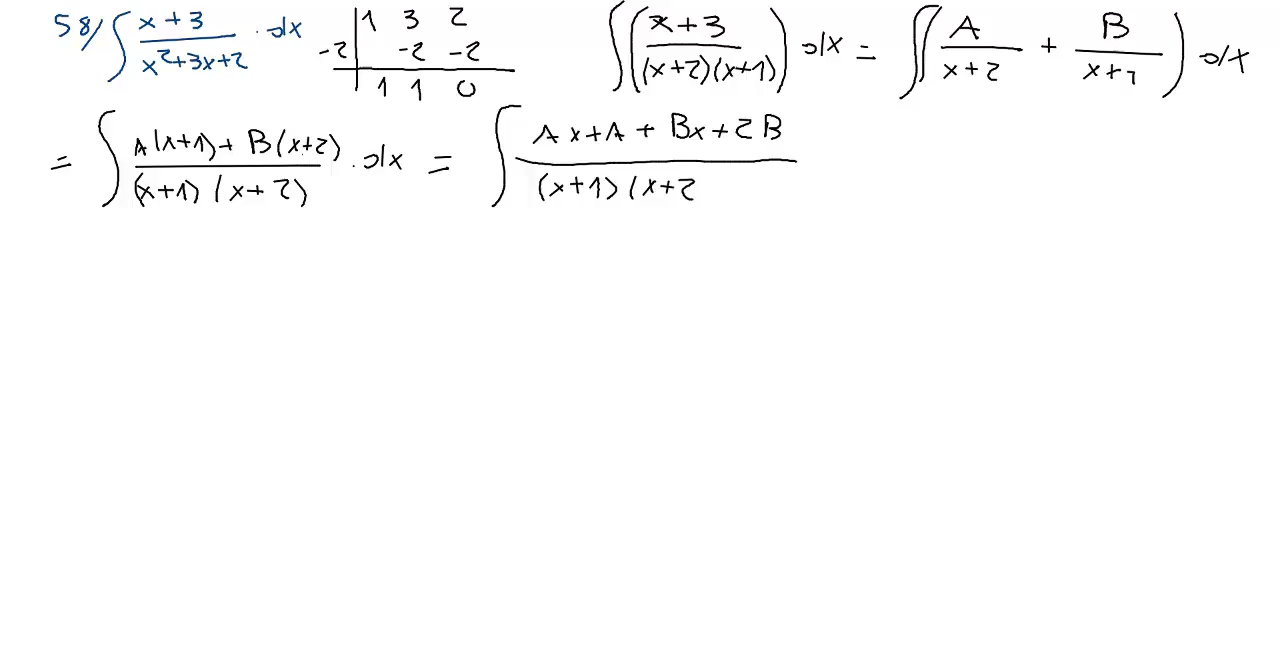 58/ ∫ x+3 / x²+3x+2 · dx
1 3 2
-2 | -2 -2
1 1 0
∫( x+3 / (x+2)(x+1) ) dx = ∫( A / x+2 + B / x+1 ) dx
= ∫ A(x+1) + B(x+2) / (x+1)(x+2) · dx = ∫ Ax+A + Bx+2B / (x+1)(x+2